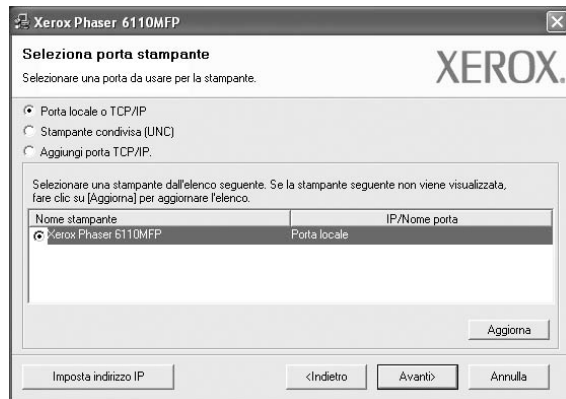 Xerox Phaser 6110MFP
Seleziona porta stampante
Selezionare una porta da usare per la stampante.
XEROX.
Porta locale o TCP/IP
Stampante condivisa (UNC)
Aggiungi porta TCP/IP.
Selezionare una stampante dall'elenco seguente. Se la stampante seguente non viene visualizzata,
fare clic su [Aggiorna] per aggiornare l'elenco.
Nome stampante IP/Nome porta
Xerox Phaser 6110MFP Porta locale
Aggiorna
Imposta indirizzo IP <Indietro Avanti> Annulla